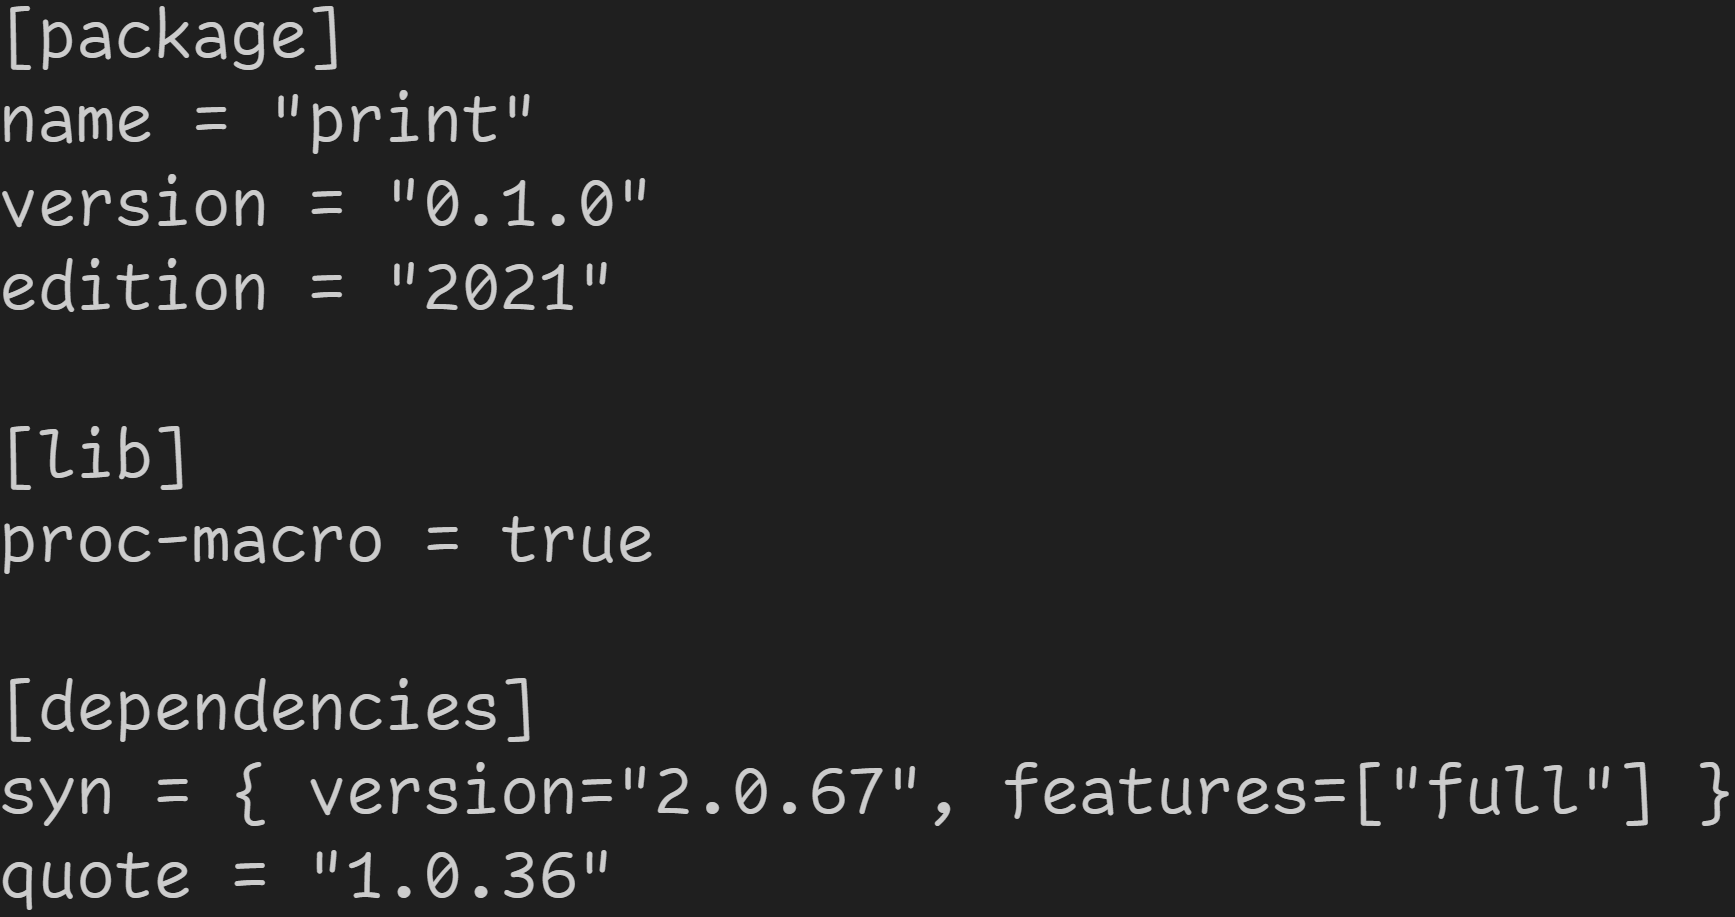 [package]
name = "print"
version = "0.1.0"
edition = "2021"

[lib]
proc-macro = true

[dependencies]
syn = { version="2.0.67", features=["full"] }
quote = "1.0.36"